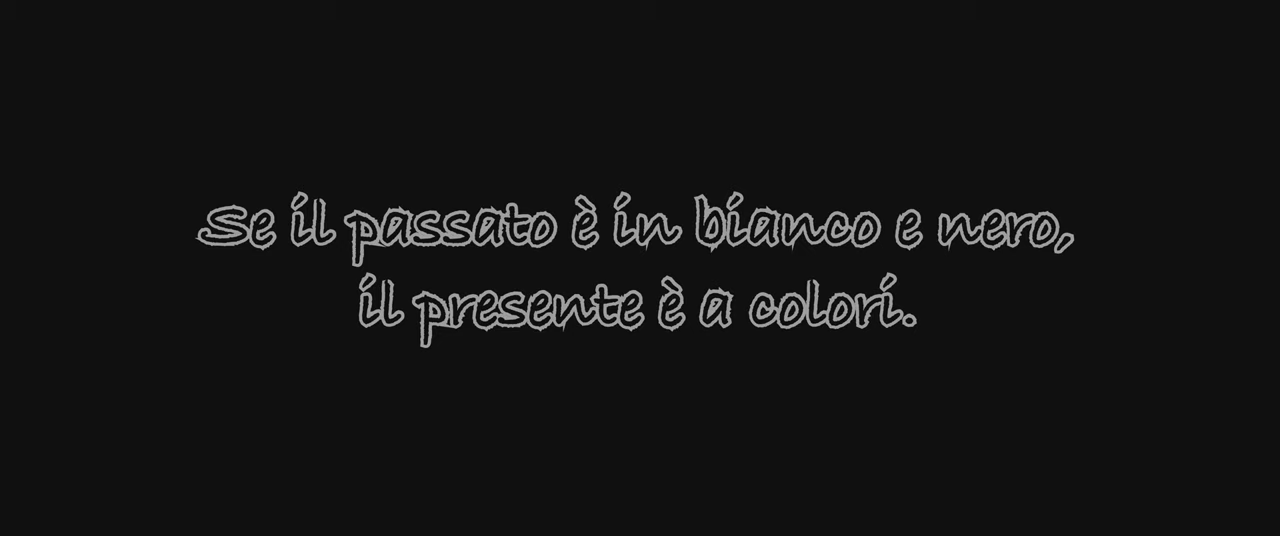 Se il passato è in bianco e nero,
il presente è a colori.